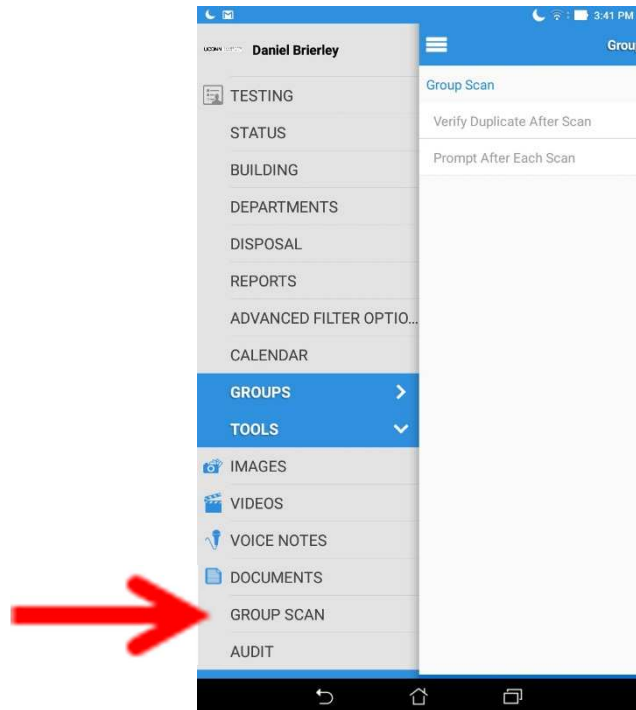 3:41 PM
Daniel Brierley
TESTING
STATUS
BUILDING
DEPARTMENTS
DISPOSAL
REPORTS
ADVANCED FILTER OPTIO...
CALENDAR
GROUPS
TOOLS
IMAGES
VIDEOS
VOICE NOTES
DOCUMENTS
GROUP SCAN
AUDIT
Grou
Group Scan
Verify Duplicate After Scan
Prompt After Each Scan